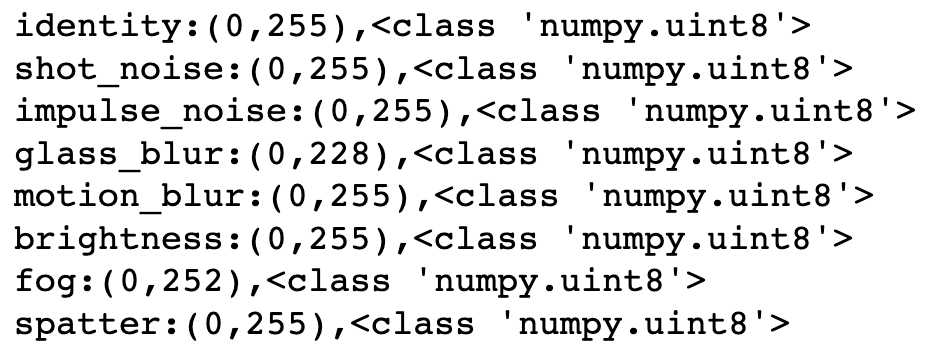 identity:(0,255),<class 'numpy.uint8'>
shot_noise:(0,255),<class 'numpy.uint8'>
impulse_noise:(0,255),<class 'numpy.uint8'>
glass_blur:(0,228),<class 'numpy.uint8'>
motion_blur:(0,255),<class 'numpy.uint8'>
brightness:(0,255),<class 'numpy.uint8'>
fog:(0,252),<class 'numpy.uint8'>
spatter:(0,255),<class 'numpy.uint8'>